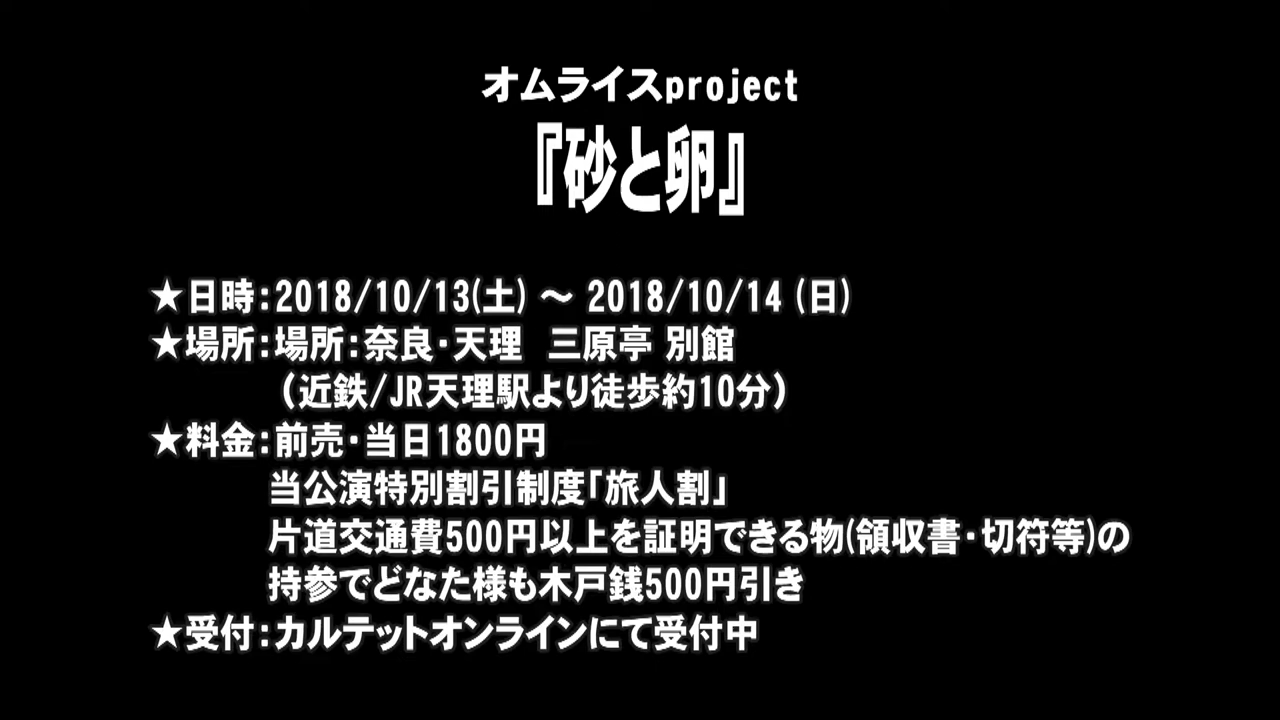 オムライスproject
『砂と卵』
★日時:2018/10/13(土) ～ 2018/10/14 (日)
★場所:場所:奈良・天理　三原亭 別館
(近鉄/JR天理駅より徒歩約10分)
★料金:前売・当日1800円
当公演特別割引制度「旅人割」
片道交通費500円以上を証明できる物(領収書・切符等)の
持参でどなた様も木戸銭500円引き
★受付:カルテットオンラインにて受付中